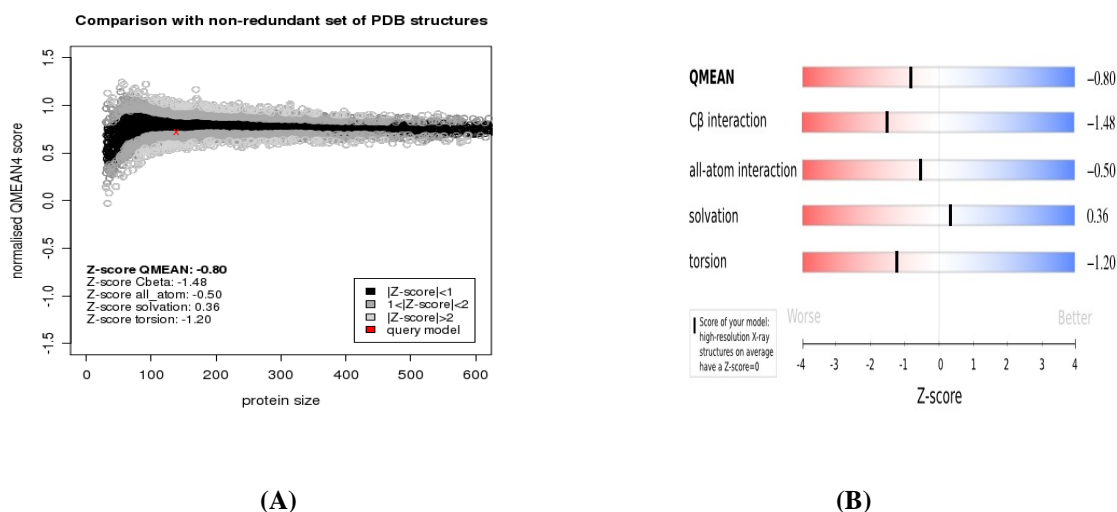 Comparison with non-redundant set of PDB structures
normalised QMEAN4 score
1.5
1.0
0.5
0.0
-0.5
-1.0
-1.5
Z-score QMEAN: -0.80
Z-score Cbeta: -1.48
Z-score all_atom: -0.50
Z-score solvation: 0.36
Z-score torsion: -1.20
|Z-score|<1
1<|Z-score|<2
|Z-score|>2
query model
0 100 200 300 400 500 600
protein size
(A)
QMEAN −0.80
Cβ interaction −1.48
all-atom interaction −0.50
solvation 0.36
torsion −1.20
Score of your model:
high-resolution X-ray
structures on average
have a Z-score=0
Worse Better
-4 -3 -2 -1 0 1 2 3 4
Z-score
(B)